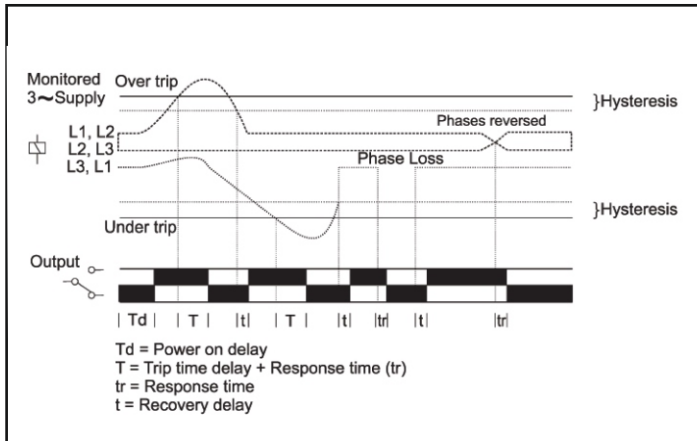 Monitored
3~Supply
Over trip
}Hysteresis
Phases reversed
L1, L2
L2, L3
L3, L1
Phase Loss
}Hysteresis
Under trip
Output
| Td | | T | |t| | T | |t| |tr| |t| |tr|
Td = Power on delay
T = Trip time delay + Response time (tr)
tr = Response time
t = Recovery delay